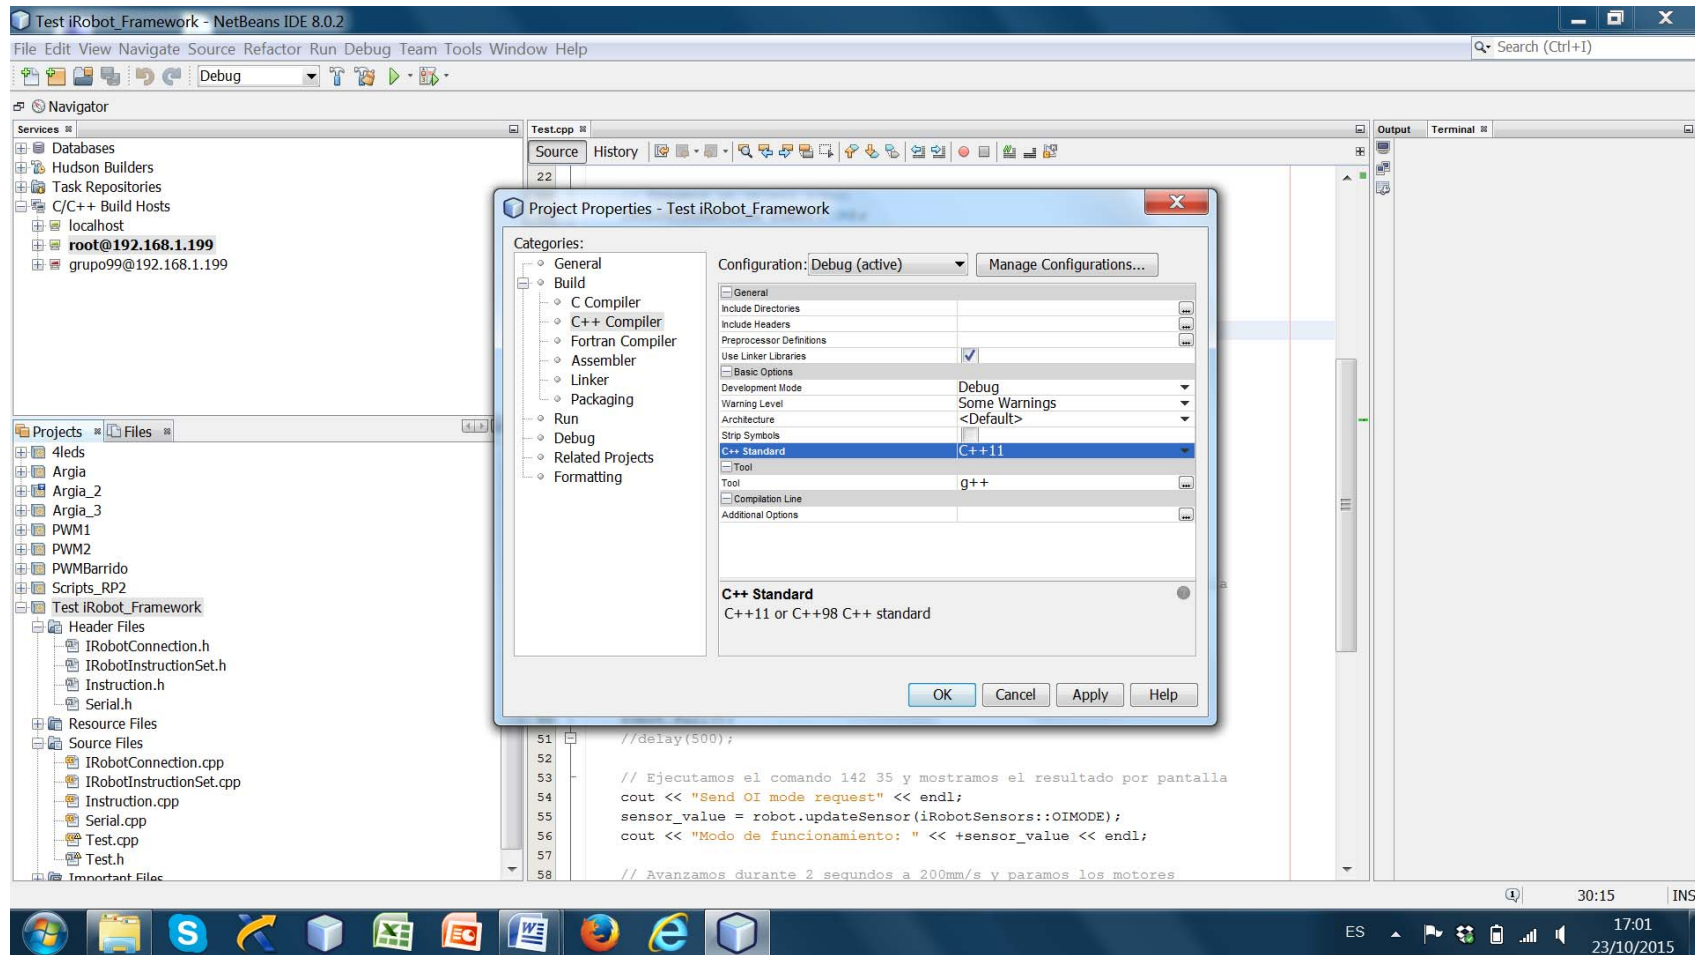 Test iRobot_Framework - NetBeans IDE 8.0.2
File Edit View Navigate Source Refactor Run Debug Team Tools Window Help
Search (Ctrl+I)
Debug
Navigator
Services
Databases
Hudson Builders
Task Repositories
C/C++ Build Hosts
localhost
root@192.168.1.199
grupo99@192.168.1.199
Projects
Files
4leds
Argia
Argia_2
Argia_3
PWM1
PWM2
PWMBarrido
Scripts_RP2
Test iRobot_Framework
Header Files
IRobotConnection.h
IRobotInstructionSet.h
Instruction.h
Serial.h
Resource Files
Source Files
IRobotConnection.cpp
IRobotInstructionSet.cpp
Instruction.cpp
Serial.cpp
Test.cpp
Test.h
Important Files
Test.cpp
Source History
22
Project Properties - Test iRobot_Framework
Categories:
General
Build
C Compiler
C++ Compiler
Fortran Compiler
Assembler
Linker
Packaging
Run
Debug
Related Projects
Formatting
Configuration: Debug (active) Manage Configurations...
General
Include Directories
Include Headers
Preprocessor Definitions
Use Linker Libraries
Basic Options
Development Mode Debug
Warning Level Some Warnings
Architecture <Default>
Strip Symbols
C++ Standard C++11
Tool
Tool g++
Compilation Line
Additional Options
C++ Standard
C++11 or C++98 C++ standard
OK Cancel Apply Help
51 //delay(500);
52
53 // Ejecutamos el comando 142 35 y mostramos el resultado por pantalla
54 cout << "Send OI mode request" << endl;
55 sensor_value = robot.updateSensor(iRobotSensors::OIMODE);
56 cout << "Modo de funcionamiento: " << +sensor_value << endl;
57
58 // Avanzamos durante 2 segundos a 200mm/s y paramos los motores
Output
Terminal
30:15 INS
ES
17:01
23/10/2015